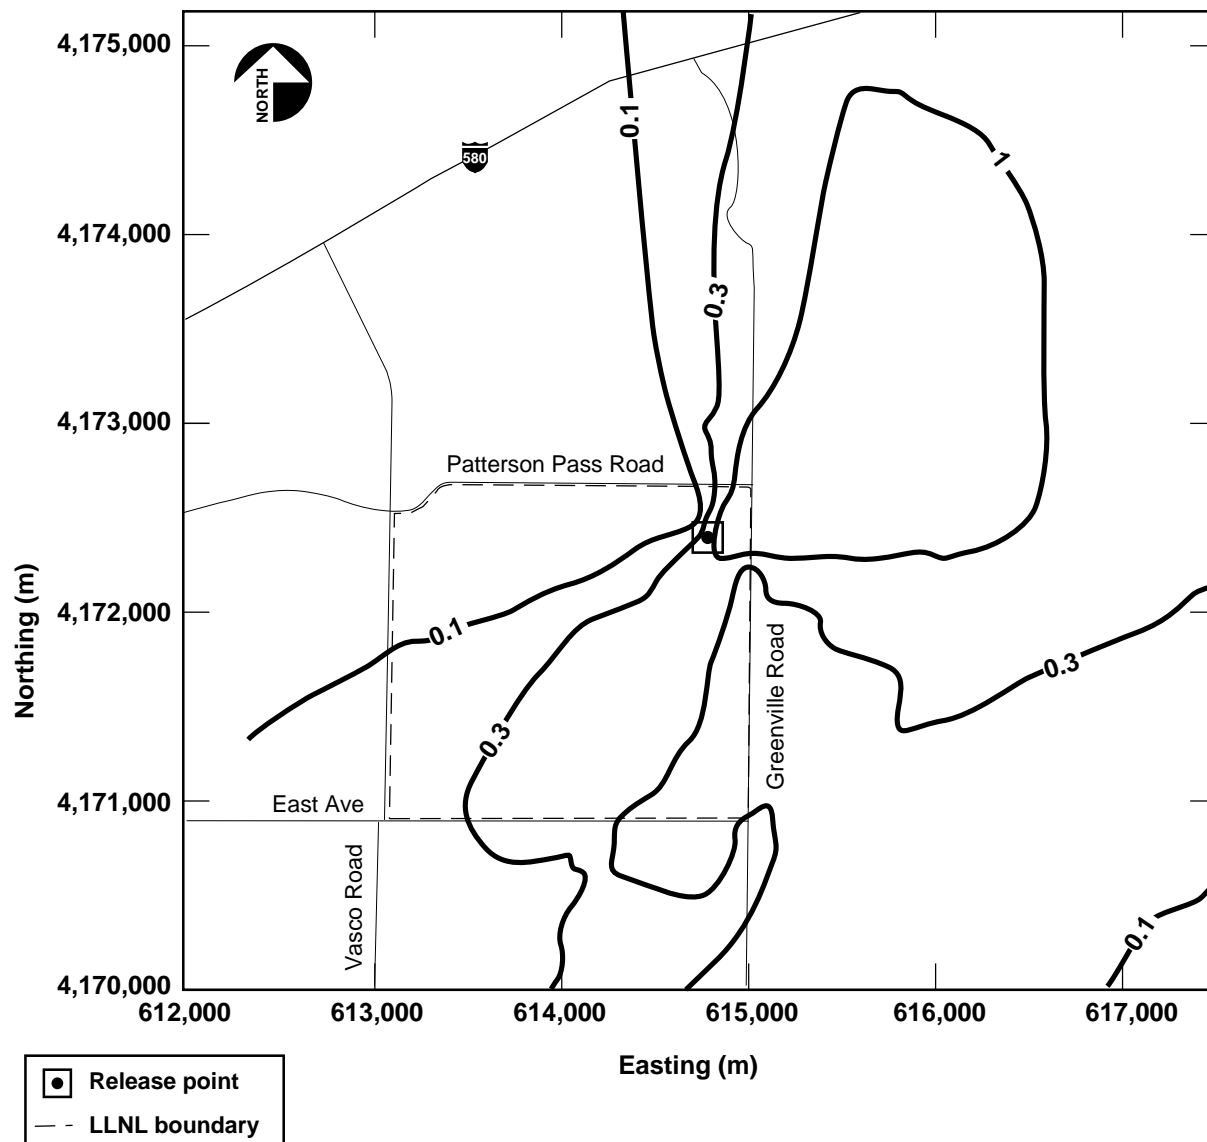 4,175,000
NORTH
0.1
580
1
4,174,000
0.3
4,173,000
Patterson Pass Road
4,172,000
0.1
Northing (m)
Greenville Road
0.3
0.3
4,171,000
East Ave
Vasco Road
0.1
4,170,000
612,000 613,000 614,000 615,000 616,000 617,000
Easting (m)
Release point
LLNL boundary